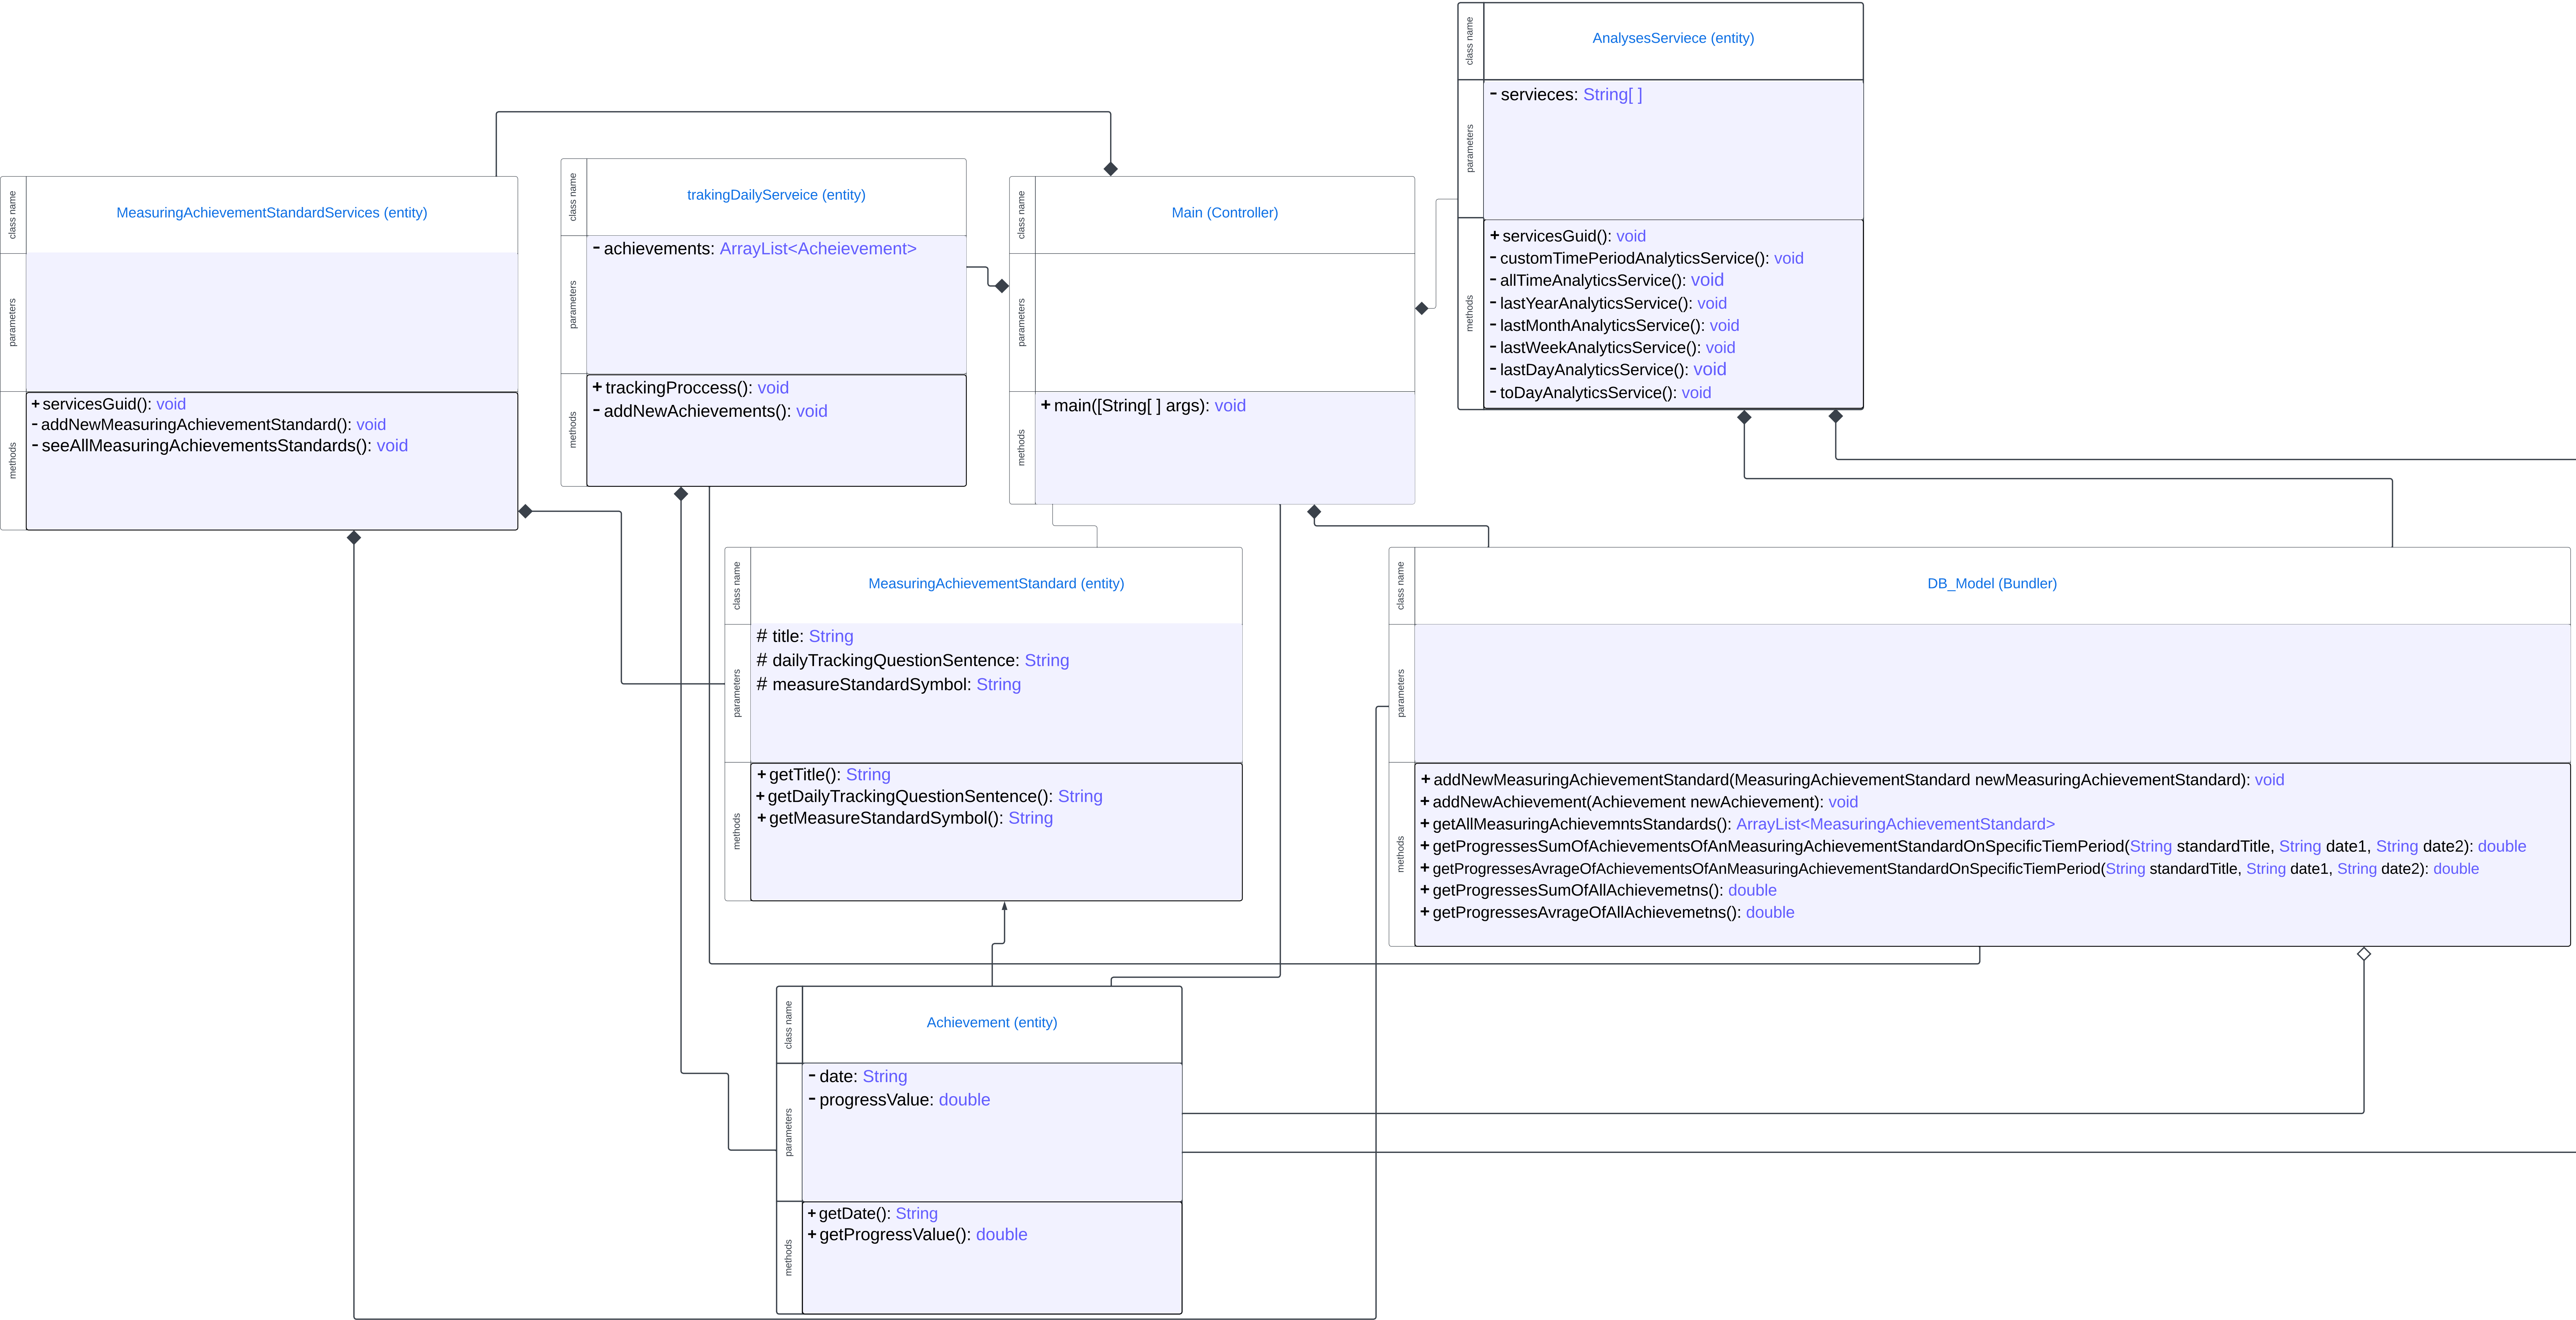 AnalysesServiece (entity)
class name
- servieces: String[ ]
parameters
+ servicesGuid(): void
- customTimePeriodAnalyticsService(): void
- allTimeAnalyticsService(): void
- lastYearAnalyticsService(): void
- lastMonthAnalyticsService(): void
- lastWeekAnalyticsService(): void
- lastDayAnalyticsService(): void
- toDayAnalyticsService(): void
methods
MeasuringAchievementStandardServices (entity)
class name
parameters
+ servicesGuid(): void
- addNewMeasuringAchievementStandard(): void
- seeAllMeasuringAchievementsStandards(): void
methods
trakingDailyServeice (entity)
class name
- achievements: ArrayList<Acheievement>
parameters
+ trackingProccess(): void
- addNewAchievements(): void
methods
Main (Controller)
class name
parameters
+ main([String[ ] args): void
methods
MeasuringAchievementStandard (entity)
class name
# title: String
# dailyTrackingQuestionSentence: String
# measureStandardSymbol: String
parameters
+ getTitle(): String
+ getDailyTrackingQuestionSentence(): String
+ getMeasureStandardSymbol(): String
methods
DB_Model (Bundler)
class name
parameters
+ addNewMeasuringAchievementStandard(MeasuringAchievementStandard newMeasuringAchievementStandard): void
+ addNewAchievement(Achievement newAchievement): void
+ getAllMeasuringAchievemntsStandards(): ArrayList<MeasuringAchievementStandard>
+ getProgressesSumOfAchievementsOfAnMeasuringAchievementStandardOnSpecificTiemPeriod(String standardTitle, String date1, String date2): double
+ getProgressesAvrageOfAchievementsOfAnMeasuringAchievementStandardOnSpecificTiemPeriod(String standardTitle, String date1, String date2): double
+ getProgressesSumOfAllAchievemetns(): double
+ getProgressesAvrageOfAllAchievemetns(): double
methods
Achievement (entity)
class name
- date: String
- progressValue: double
parameters
+ getDate(): String
+ getProgressValue(): double
methods